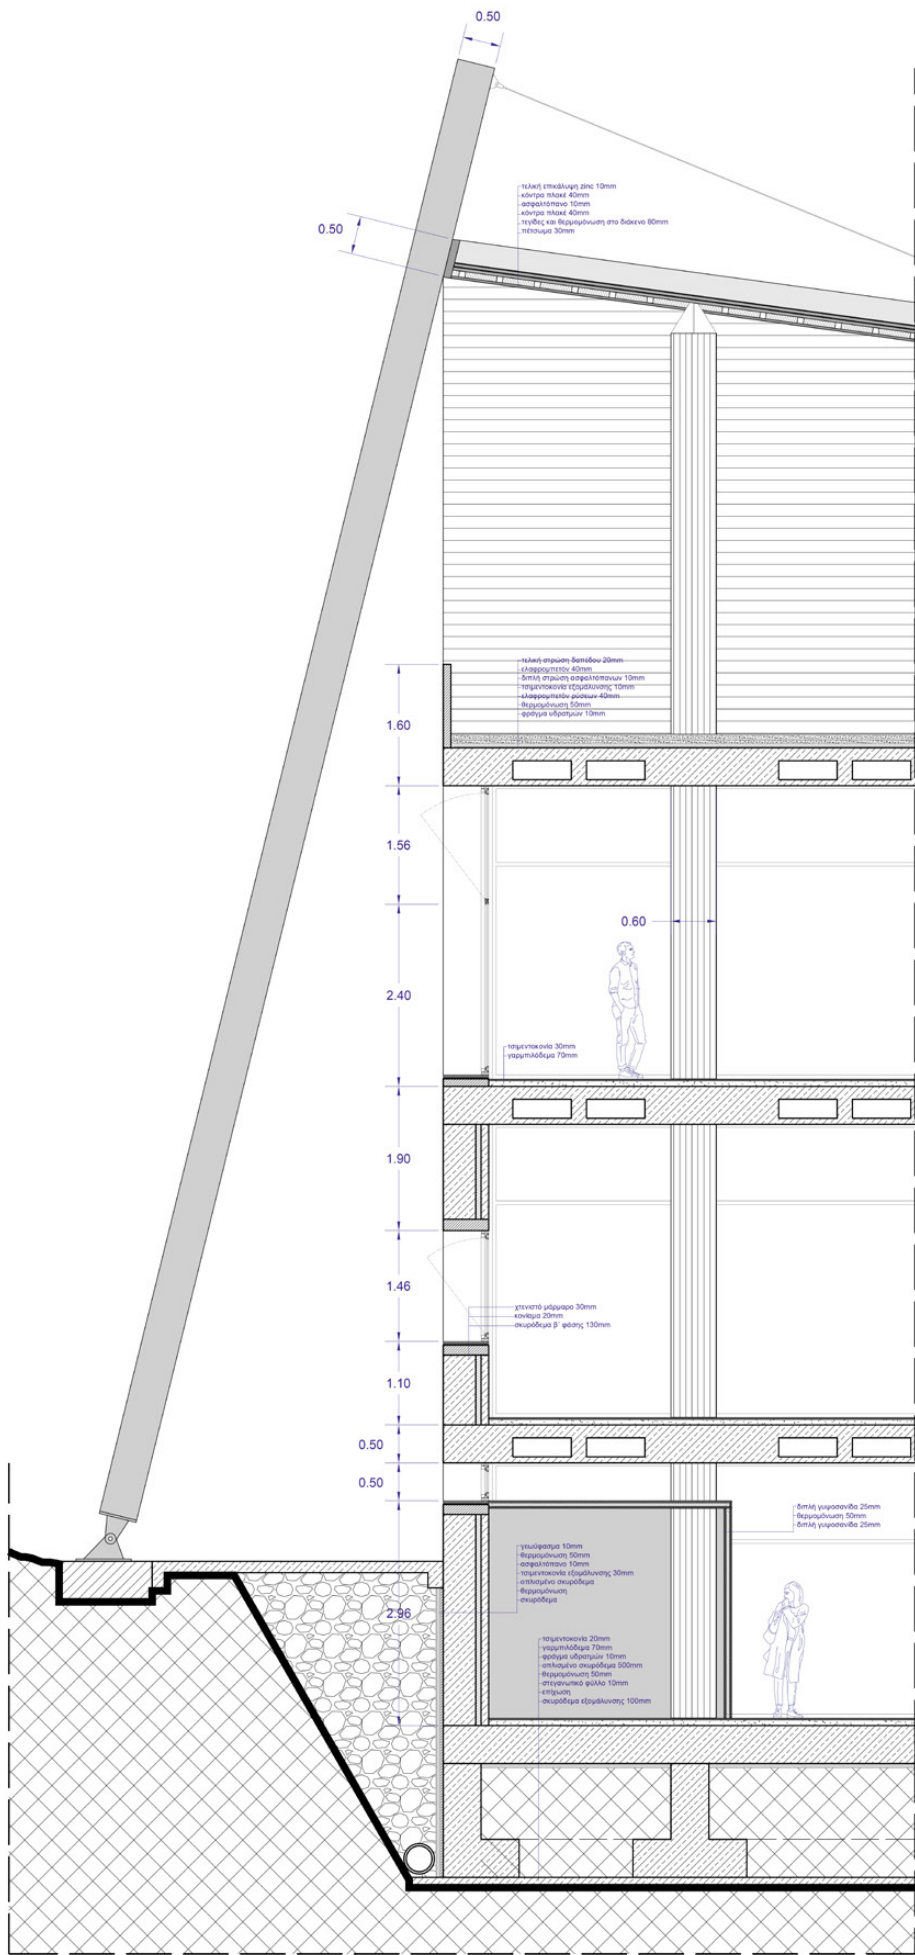 0.50
τελική επικάλυψη zinc 10mm
κόντρα πλακέ 40mm
ασφαλτόπανο 10mm
κόντρα πλακέ 40mm
τεγίδες και θερμομόνωση στο διάκενο 80mm
πέτσωμα 30mm
0.50
τελική στρώση δαπέδου 20mm
ελαφρομπετόν 40mm
διπλή στρώση ασφαλτόπανων 10mm
τσιμεντοκονία εξομάλυνσης 10mm
ελαφρομπετόν ρύσεων 40mm
θερμομόνωση 50mm
φράγμα υδρατμών 10mm
1.60
1.56
0.60
2.40
τσιμεντοκονία 30mm
γαρμπιλόδεμα 70mm
1.90
1.46
χτενιστό μάρμαρο 30mm
κονίαμα 20mm
σκυρόδεμα β΄ φάσης 130mm
1.10
0.50
0.50
διπλή γυψοσανίδα 25mm
θερμομόνωση 50mm
διπλή γυψοσανίδα 25mm
γεωύφασμα 10mm
θερμομόνωση 50mm
ασφαλτόπανο 10mm
τσιμεντοκονία εξομάλυνσης 30mm
οπλισμένο σκυρόδεμα
θερμομόνωση
σκυρόδεμα
2.96
τσιμεντοκονία 20mm
γαρμπιλόδεμα 70mm
φράγμα υδρατμών 10mm
οπλισμένο σκυρόδεμα 500mm
θερμομόνωση 50mm
στεγανωτικό φύλλο 10mm
επίχωση
σκυρόδεμα εξομάλυνσης 100mm